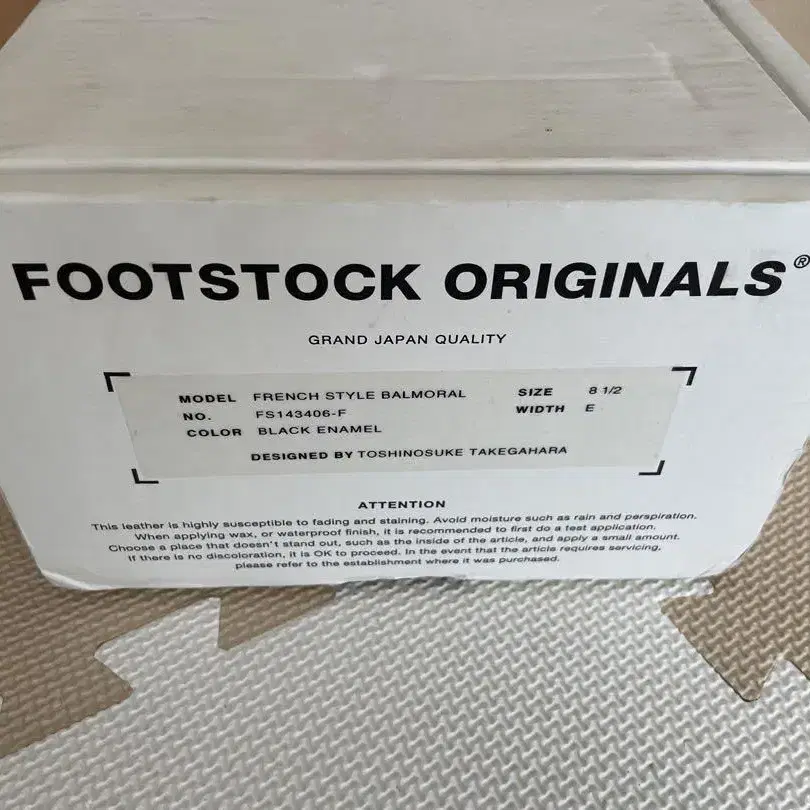 FOOTSTOCK ORIGINALS®
GRAND JAPAN QUALITY
MODEL FRENCH STYLE BALMORAL SIZE 8 1/2
NO. FS143406-F WIDTH E
COLOR BLACK ENAMEL
DESIGNED BY TOSHINOSUKE TAKEGAHARA
ATTENTION
This leather is highly susceptible to fading and staining. Avoid moisture such as rain and perspiration.
When applying wax, or waterproof finish, it is recommended to first do a test application.
Choose a place that doesn't stand out, such as the inside of the article, and apply a small amount.
If there is no discoloration, it is OK to proceed. In the event that the article requires servicing,
please refer to the establishment where it was purchased.